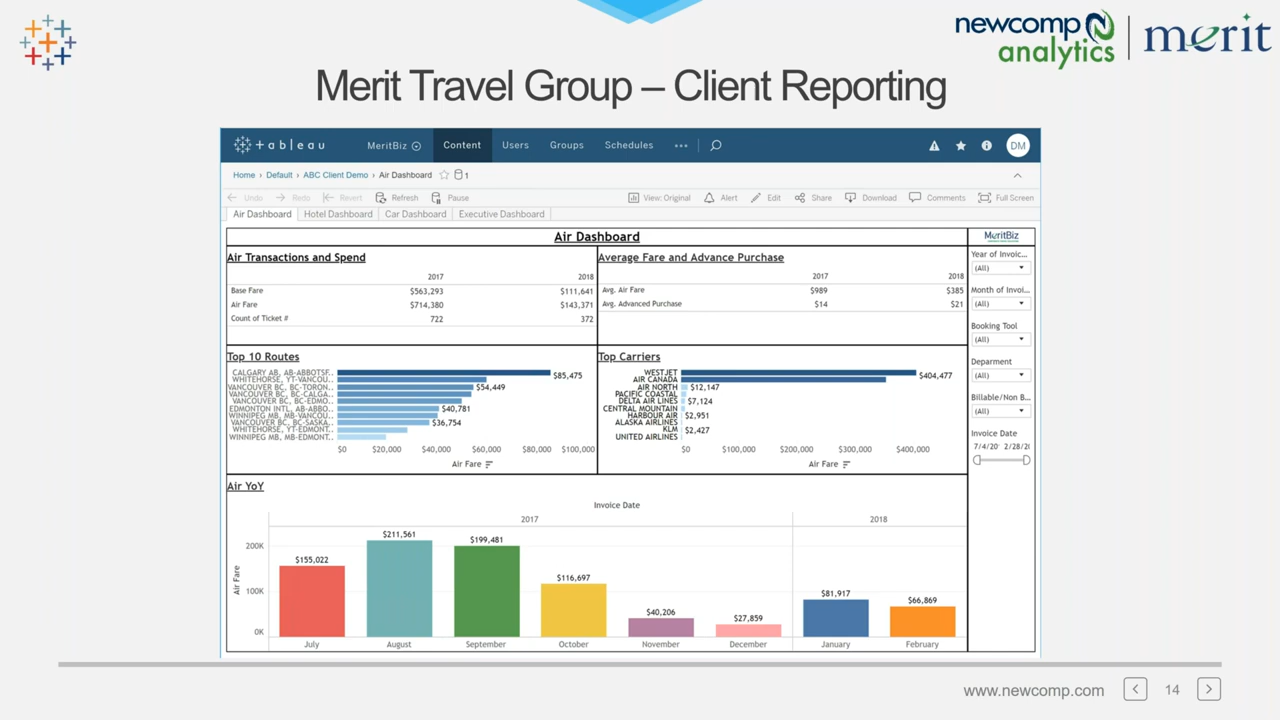 newcomp analytics
merit
Merit Travel Group – Client Reporting
+ a b l e a u
MeritBiz
Content
Users
Groups
Schedules
DM
Home › Default › ABC Client Demo › Air Dashboard
1
Undo
Redo
Revert
Refresh
Pause
View: Original
Alert
Edit
Share
Download
Comments
Full Screen
Air Dashboard
Hotel Dashboard
Car Dashboard
Executive Dashboard
Air Dashboard
MeritBiz
Air Transactions and Spend
2017 2018
Base Fare $563,293 $111,641
Air Fare $714,380 $143,371
Count of Ticket # 722 372
Average Fare and Advance Purchase
2017 2018
Avg. Air Fare $989 $385
Avg. Advanced Purchase $14 $21
Year of Invoic...
(All)
Month of Invoi...
(All)
Booking Tool
(All)
Deparment
(All)
Billable/Non B...
(All)
Invoice Date
7/4/20 2/28/20
Top 10 Routes
CALGARY AB, AB-ABBOTSF.. $85,475
WHITEHORSE, YT-VANCOU..
VANCOUVER BC, BC-TORON.. $54,449
VANCOUVER BC, BC-CALGA..
VANCOUVER BC, BC-EDMO..
EDMONTON INTL, AB-ABBO.. $40,781
WINNIPEG MB, MB-VANCOU..
VANCOUVER BC, BC-SASKA.. $36,754
WHITEHORSE, YT-EDMONT..
WINNIPEG MB, MB-EDMONT..
$0 $20,000 $40,000 $60,000 $80,000 $100,000
Air Fare
Top Carriers
WESTJET $404,477
AIR CANADA
AIR NORTH $12,147
PACIFIC COASTAL
DELTA AIR LINES $7,124
CENTRAL MOUNTAIN
HARBOUR AIR $2,951
ALASKA AIRLINES
KLM $2,427
UNITED AIRLINES
$0 $100,000 $200,000 $300,000 $400,000
Air Fare
Air YoY
Invoice Date
2017 2018
Air Fare
200K
100K
0K
$155,022
$211,561
$199,481
$116,697
$40,206
$27,859
$81,917
$66,869
July August September October November December January February
www.newcomp.com
14